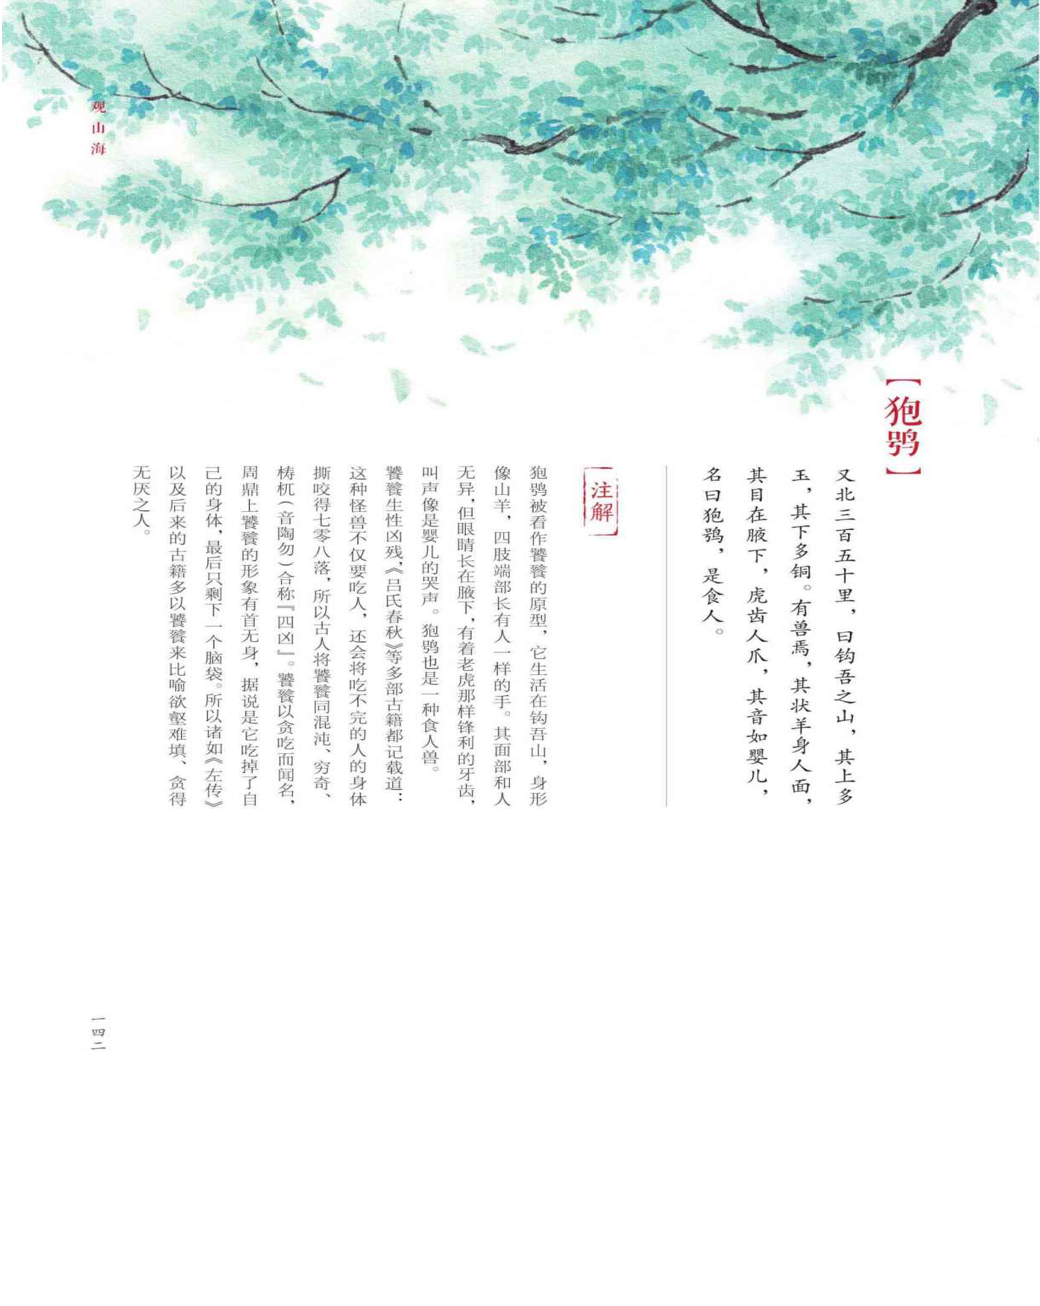 观山海
【狍鸮】
又北三百五十里，曰钩吾之山，其上多
玉，其下多铜。有兽焉，其状羊身人面，
其目在腋下，虎齿人爪，其音如婴儿，
名曰狍鸮，是食人。
注解
狍鸮被看作饕餮的原型，它生活在钩吾山，身形
像山羊，四肢端部长有人一样的手。其面部和人
无异，但眼睛长在腋下，有着老虎那样锋利的牙齿，
叫声像是婴儿的哭声。狍鸮也是一种食人兽。
饕餮生性凶残，《吕氏春秋》等多部古籍都记载道：
这种怪兽不仅要吃人，还会将吃不完的人的身体
撕咬得七零八落，所以古人将饕餮同混沌、穷奇、
梼杌（音陶勿）合称『四凶』。饕餮以贪吃而闻名，
周鼎上饕餮的形象有首无身，据说是它吃掉了自
己的身体，最后只剩下一个脑袋。所以诸如《左传》
以及后来的古籍多以饕餮来比喻欲壑难填、贪得
无厌之人。
一四二